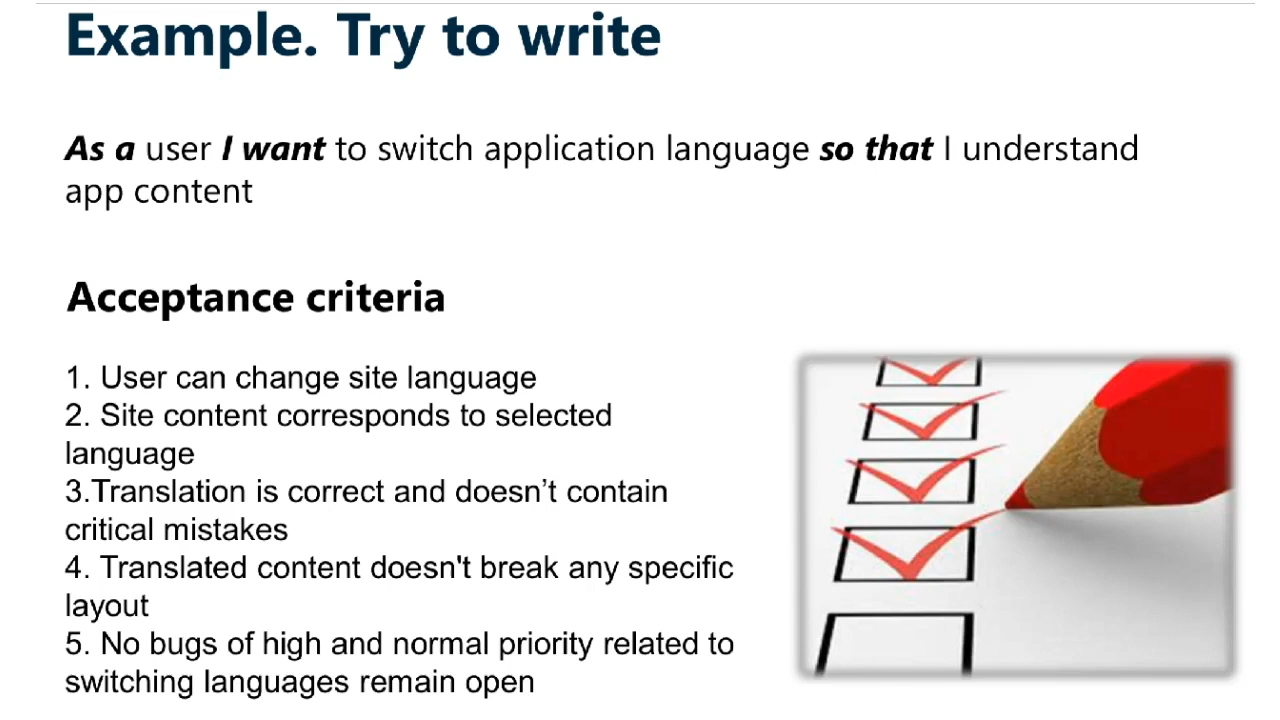 Example. Try to write
As a user I want to switch application language so that I understand
app content
Acceptance criteria
1. User can change site language
2. Site content corresponds to selected
language
3.Translation is correct and doesn’t contain
critical mistakes
4. Translated content doesn't break any specific
layout
5. No bugs of high and normal priority related to
switching languages remain open